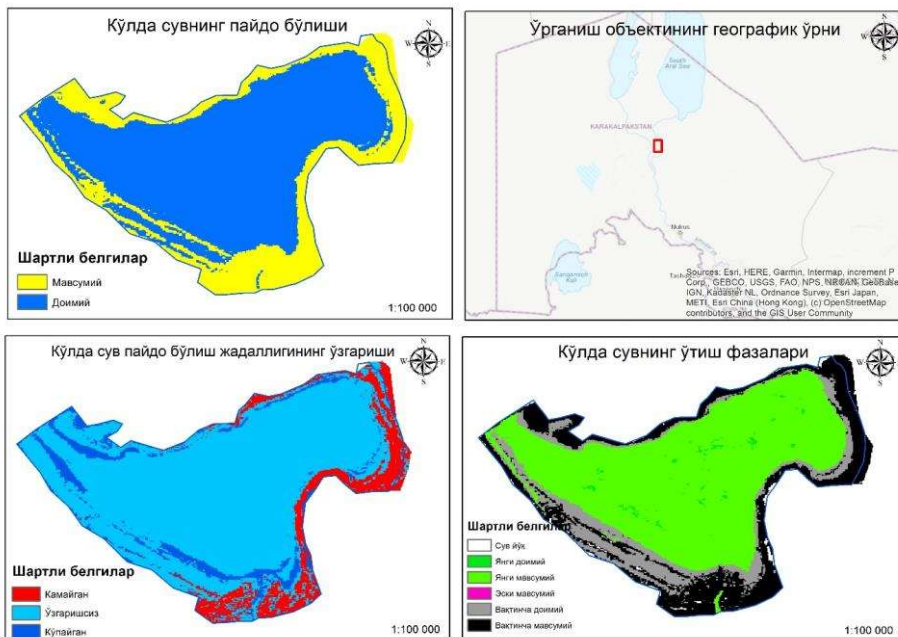 Кўлда сувнинг пайдо бўлиши
N
W
E
S
Шартли белгилар
Мавсумий
Доимий
1:100 000
Ўрганиш объектининг географик ўрни
N
W
E
S
South
Aral Sea
KARAKALPAKSTAN
Nukus
Sarygamysh
Koli
Sources: Esri, HERE, Garmin, Intermap, increment P
Corp., GEBCO, USGS, FAO, NPS, NRCAN, GeoBase,
IGN, Kadaster NL, Ordnance Survey, Esri Japan,
METI, Esri China (Hong Kong), (c) OpenStreetMap
contributors, and the GIS User Community
Кўлда сув пайдо бўлиш жадаллигининг ўзгариши
N
W
E
S
Шартли белгилар
Камайган
Ўзгаришсиз
Кўпайган
1:100 000
Кўлда сувнинг ўтиш фазалари
N
W
E
S
Шартли белгилар
Сув йўқ
Янги доимий
Янги мавсумий
Эски мавсумий
Вақтинча доимий
Вақтинча мавсумий
1:100 000